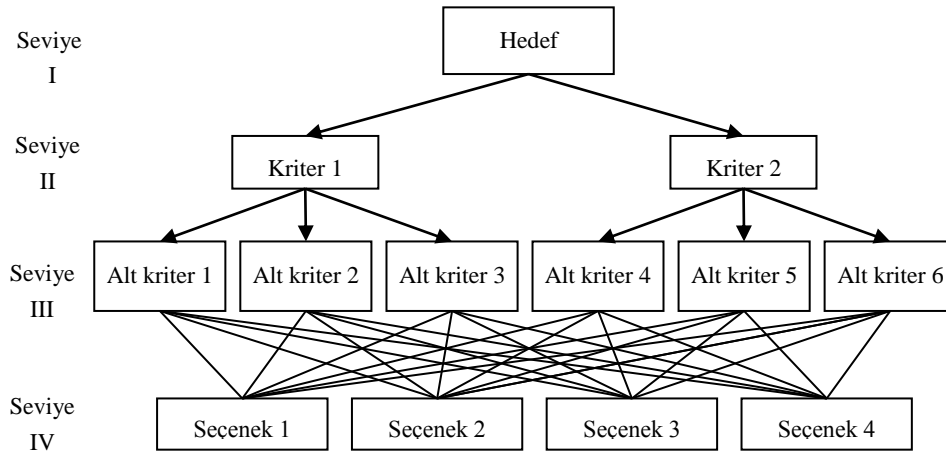 Seviye
I
Hedef
Seviye
II
Kriter 1
Kriter 2
Seviye
III
Alt kriter 1
Alt kriter 2
Alt kriter 3
Alt kriter 4
Alt kriter 5
Alt kriter 6
Seviye
IV
Seçenek 1
Seçenek 2
Seçenek 3
Seçenek 4